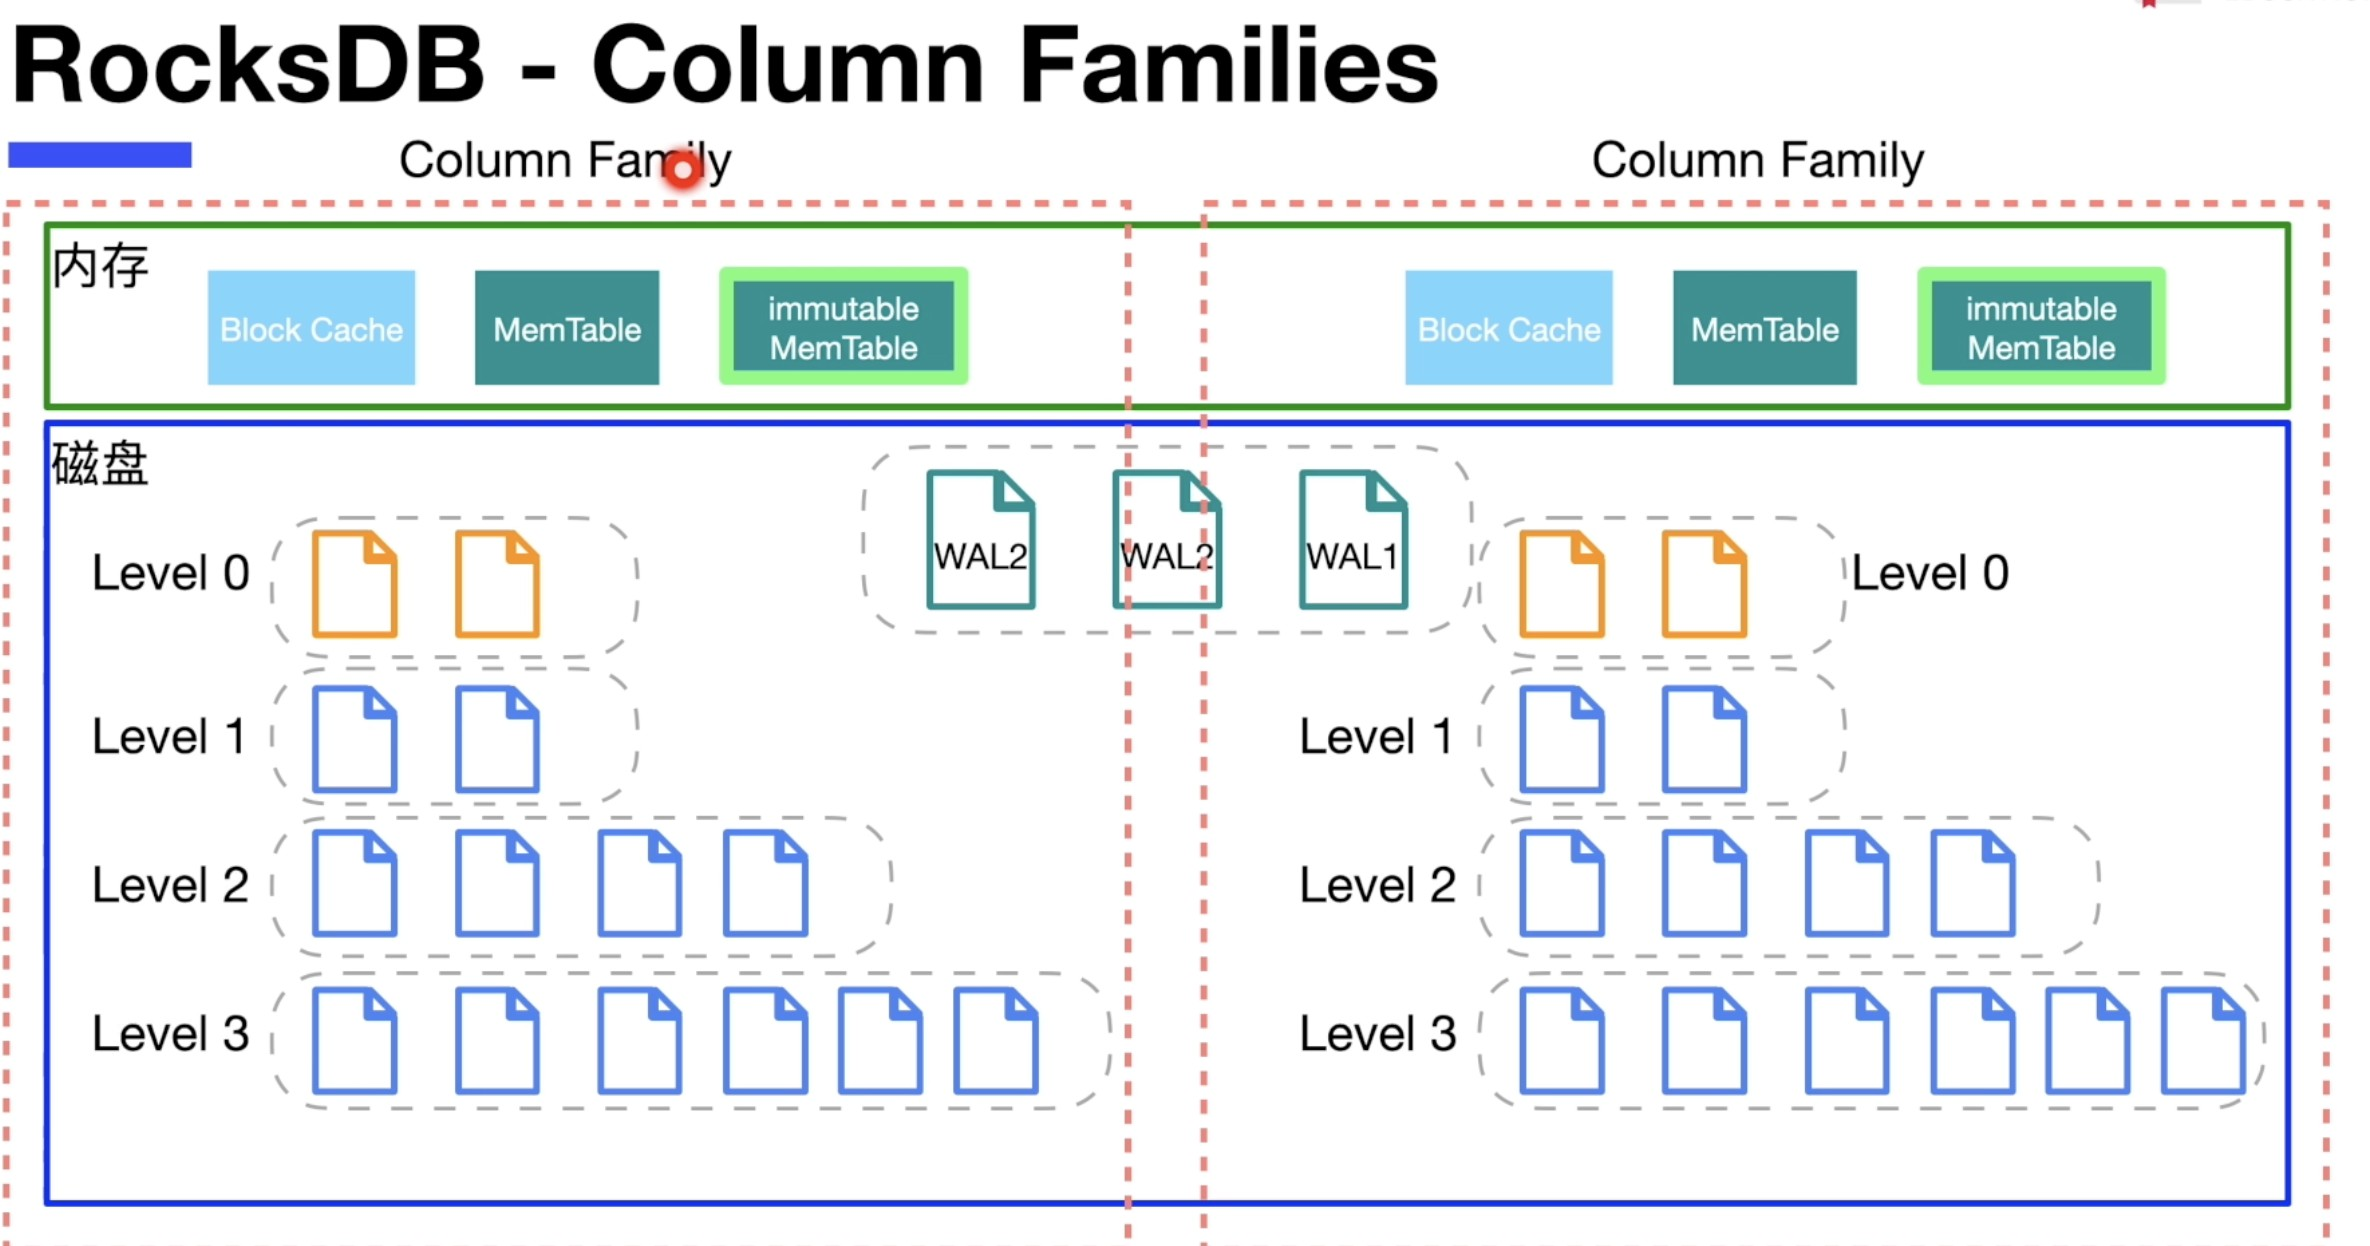 RocksDB - Column Families
Column Family
Column Family
内存
Block Cache
MemTable
immutable
MemTable
Block Cache
MemTable
immutable
MemTable
磁盘
WAL2
WAL2
WAL1
Level 0
Level 0
Level 1
Level 1
Level 2
Level 2
Level 3
Level 3